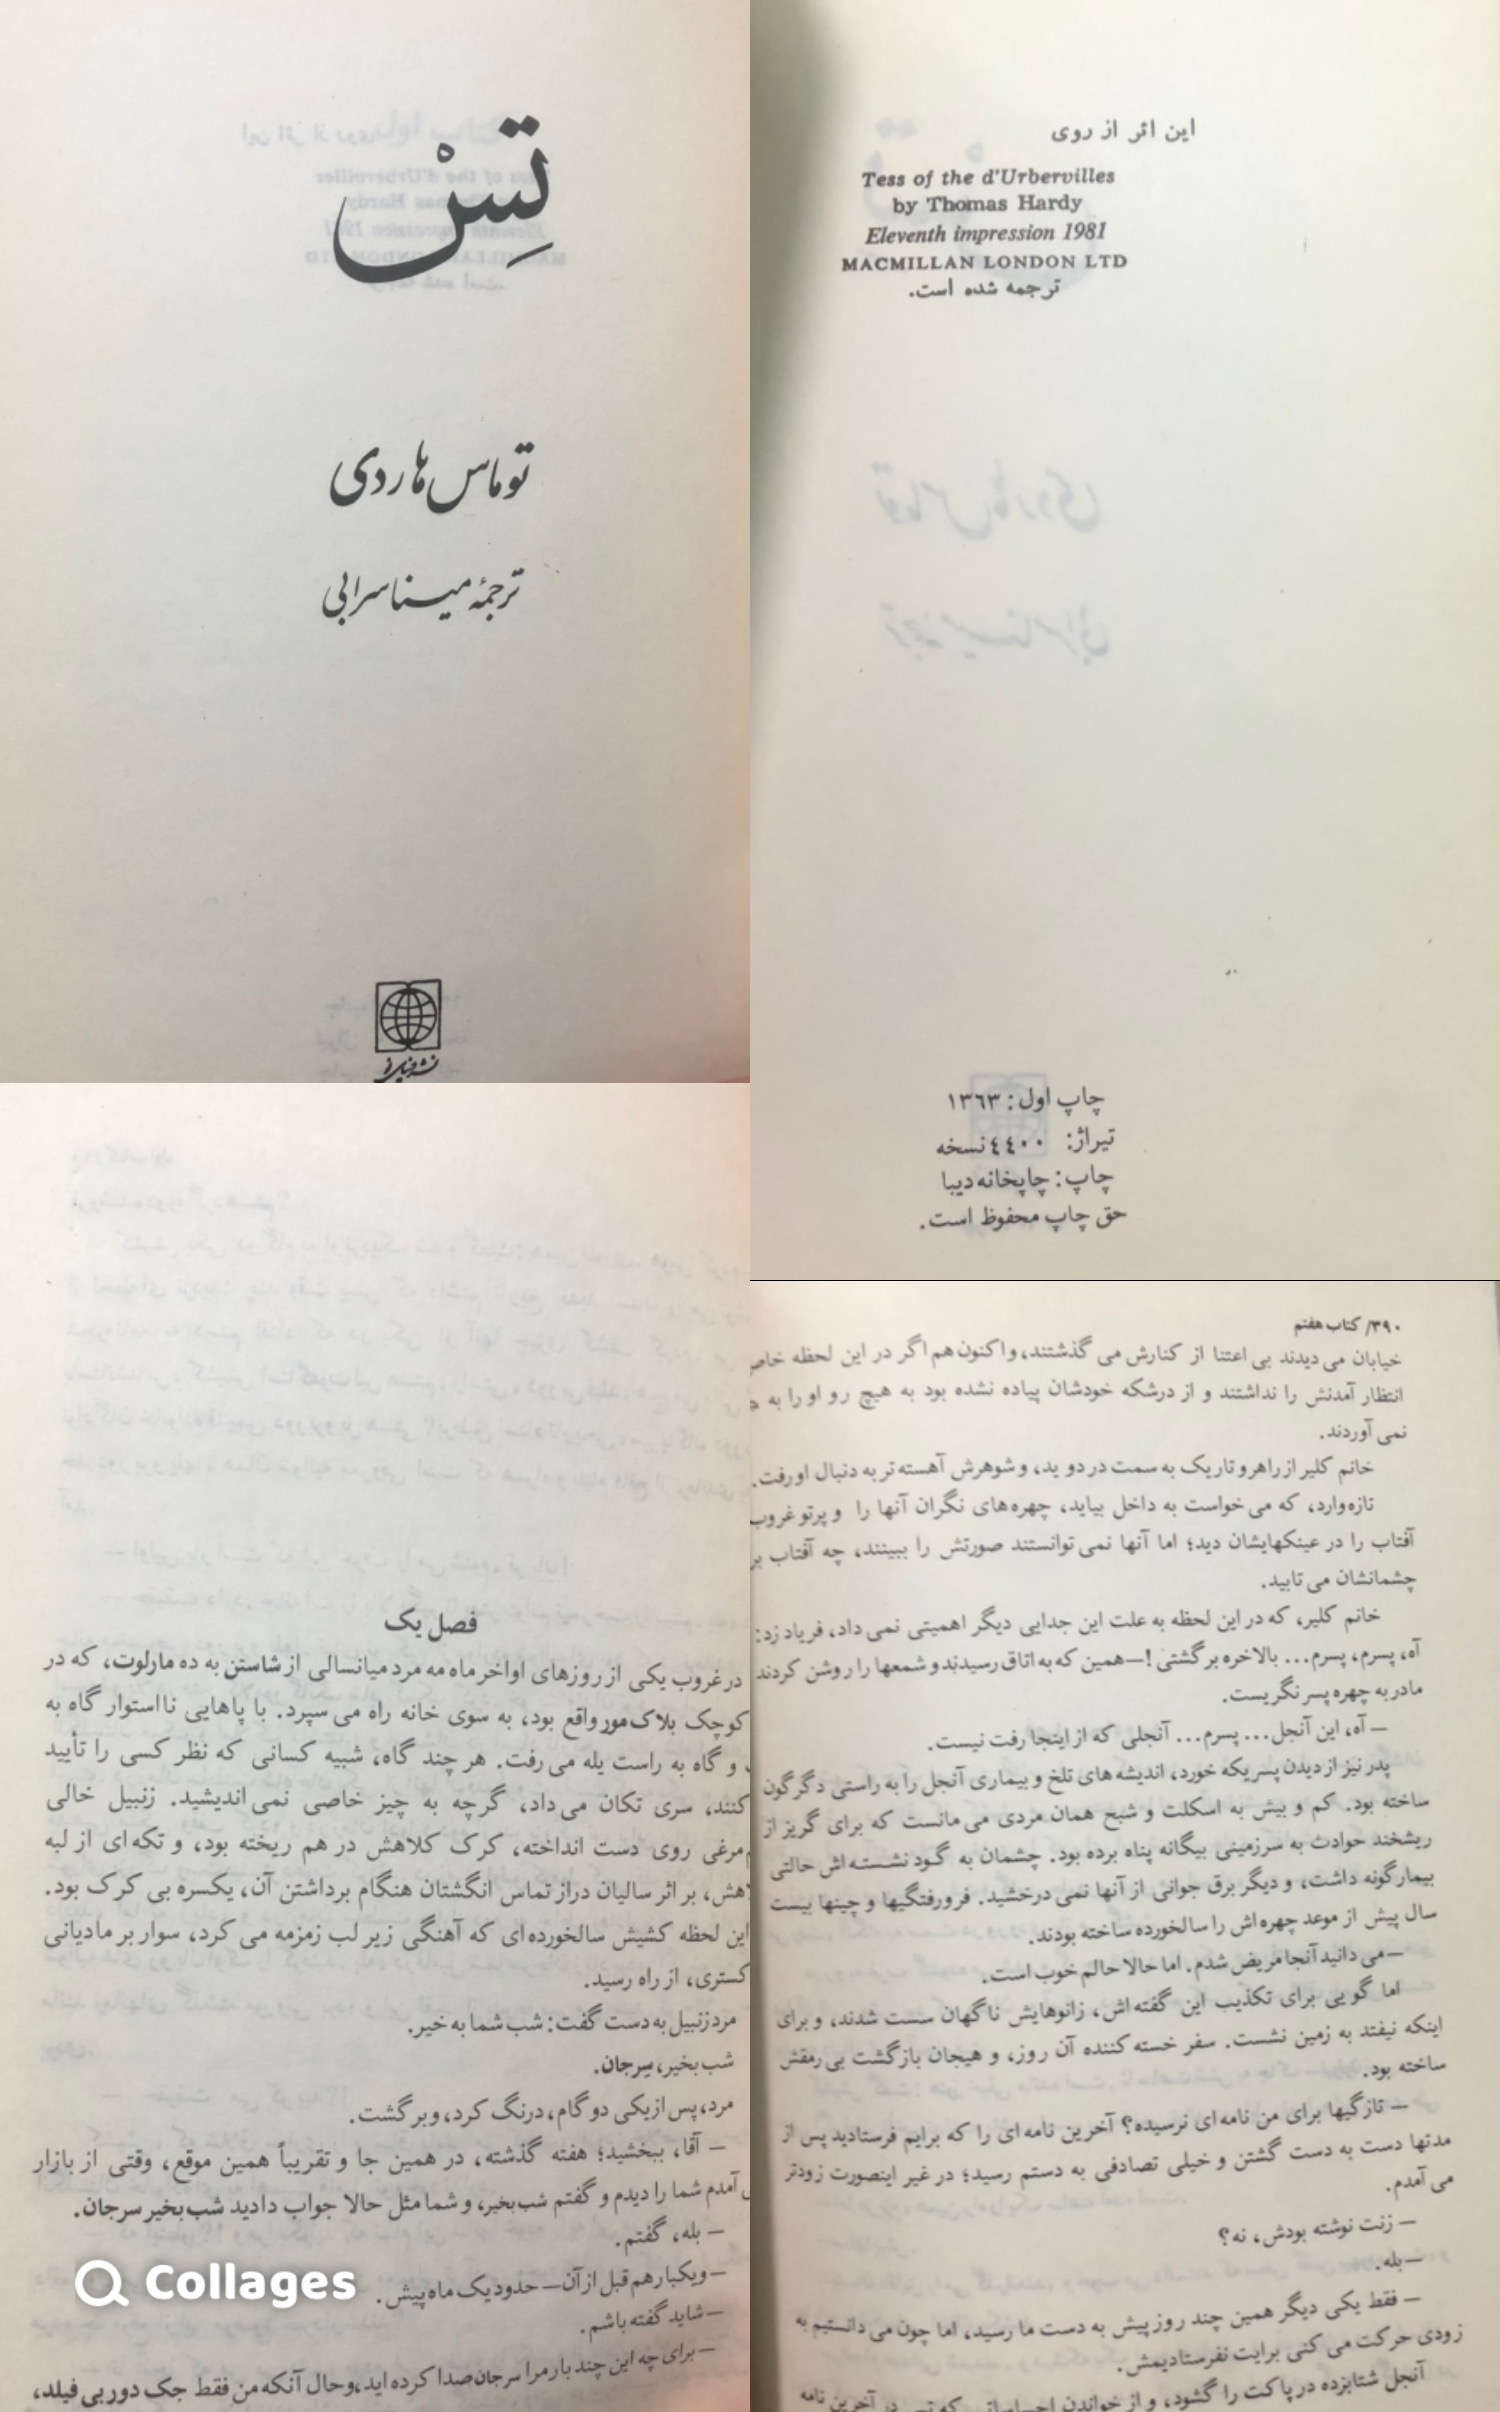 تِسْ
توماس هاردی
ترجمهٔ مینا سرابی
این اثر از روی
Tess of the d'Urbervilles
by Thomas Hardy
Eleventh impression 1981
MACMILLAN LONDON LTD
ترجمه شده است.
چاپ اول: ۱۳۶۳
تیراژ: ۴۴۰۰ نسخه
چاپ: چاپخانه دیبا
حق چاپ محفوظ است.
فصل یک
در غروب یکی از روزهای اواخر ماه مه مرد میانسالی از شاستن به ده مارلوت، که در
کوچک بلاک مور واقع بود، به سوی خانه راه می سپرد. با پاهایی نااستوار گاه به
و گاه به راست یله می رفت. هر چند گاه، شبیه کسانی که نظر کسی را تأیید
کنند، سری تکان می داد، گرچه به چیز خاصی نمی اندیشید. زنبیل خالی
مرغی روی دست انداخته، کرک کلاهش در هم ریخته بود، و تکه ای از لبه
بر اثر سالیان دراز تماس انگشتان هنگام برداشتن آن، یکسره بی کرک بود.
این لحظه کشیش سالخورده ای که آهنگی زیر لب زمزمه می کرد، سوار بر مادیانی
از راه رسید.
مرد زنبیل به دست گفت: شب شما به خیر.
شب بخیر، سرجان.
مرد، پس از یکی دو گام، درنگ کرد، و برگشت.
— آقا، ببخشید؛ هفته گذشته، در همین جا و تقریباً همین موقع، وقتی از بازار
آمدم شما را دیدم و گفتم شب بخیر، و شما مثل حالا جواب دادید شب بخیر سرجان.
— بله، گفتم.
— ویکبار هم قبل از آن — حدود یک ماه پیش.
— شاید گفته باشم.
— برای چه این چند بار مرا سرجان صدا کرده اید، وحال آنکه من فقط جک دوربی فیلد،
Collages
۳۹۰/ کتاب هفتم
خیابان می دیدند بی اعتنا از کنارش می گذشتند، و اکنون هم اگر در این لحظه خاص
انتظار آمدنش را نداشتند و از درشکه خودشان پیاده نشده بود به هیچ رو او را به
نمی آوردند.
خانم کلیر از راهرو تاریک به سمت در دوید، و شوهرش آهسته تر به دنبال او رفت.
تازه وارد، که می خواست به داخل بیاید، چهره های نگران آنها را و پرتو غروب
آفتاب را در عینکهایشان دید؛ اما آنها نمی توانستند صورتش را ببینند، چه آفتاب بر
چشمانشان می تابید.
خانم کلیر، که در این لحظه به علت این جدایی دیگر اهمیتی نمی داد، فریاد زد:
آه، پسرم، پسرم... بالاخره برگشتی! — همین که به اتاق رسیدند و شمعها را روشن کردند
مادر به چهره پسر نگریست.
— آه، این آنجل... پسرم... آنجلی که از اینجا رفت نیست.
پدر نیز از دیدن پسر یکه خورد، اندیشه های تلخ و بیماری آنجل را به راستی دگرگون
ساخته بود. کم و بیش به اسکلت و شبح همان مردی می مانست که برای گریز از
ریشخند حوادث به سرزمینی بیگانه پناه برده بود. چشمان به گود نشسته اش حالتی
بیمارگونه داشت، و دیگر برق جوانی از آنها نمی درخشید. فرورفتگیها و چینها بیست
سال پیش از موعد چهره اش را سالخورده ساخته بودند.
— می دانید آنجا مریض شدم. اما حالا حالم خوب است.
اما گویی برای تکذیب این گفته اش، زانوهایش ناگهان سست شدند، و برای
اینکه نیفتد به زمین نشست. سفر خسته کننده آن روز، و هیجان بازگشت بی رمقش
ساخته بود.
— تازگیها برای من نامه ای نرسیده؟ آخرین نامه ای را که برایم فرستادید پس از
مدتها دست به دست گشتن و خیلی تصادفی به دستم رسید؛ در غیر اینصورت زودتر
می آمدم.
— زنت نوشته بودش، نه؟
— بله.
— فقط یکی دیگر همین چند روز پیش به دست ما رسید، اما چون می دانستیم به
زودی حرکت می کنی برایت نفرستادیمش.
آنجل شتابزده در پاکت را گشود، و از خواندن احساساتی که تس در آخرین نامه